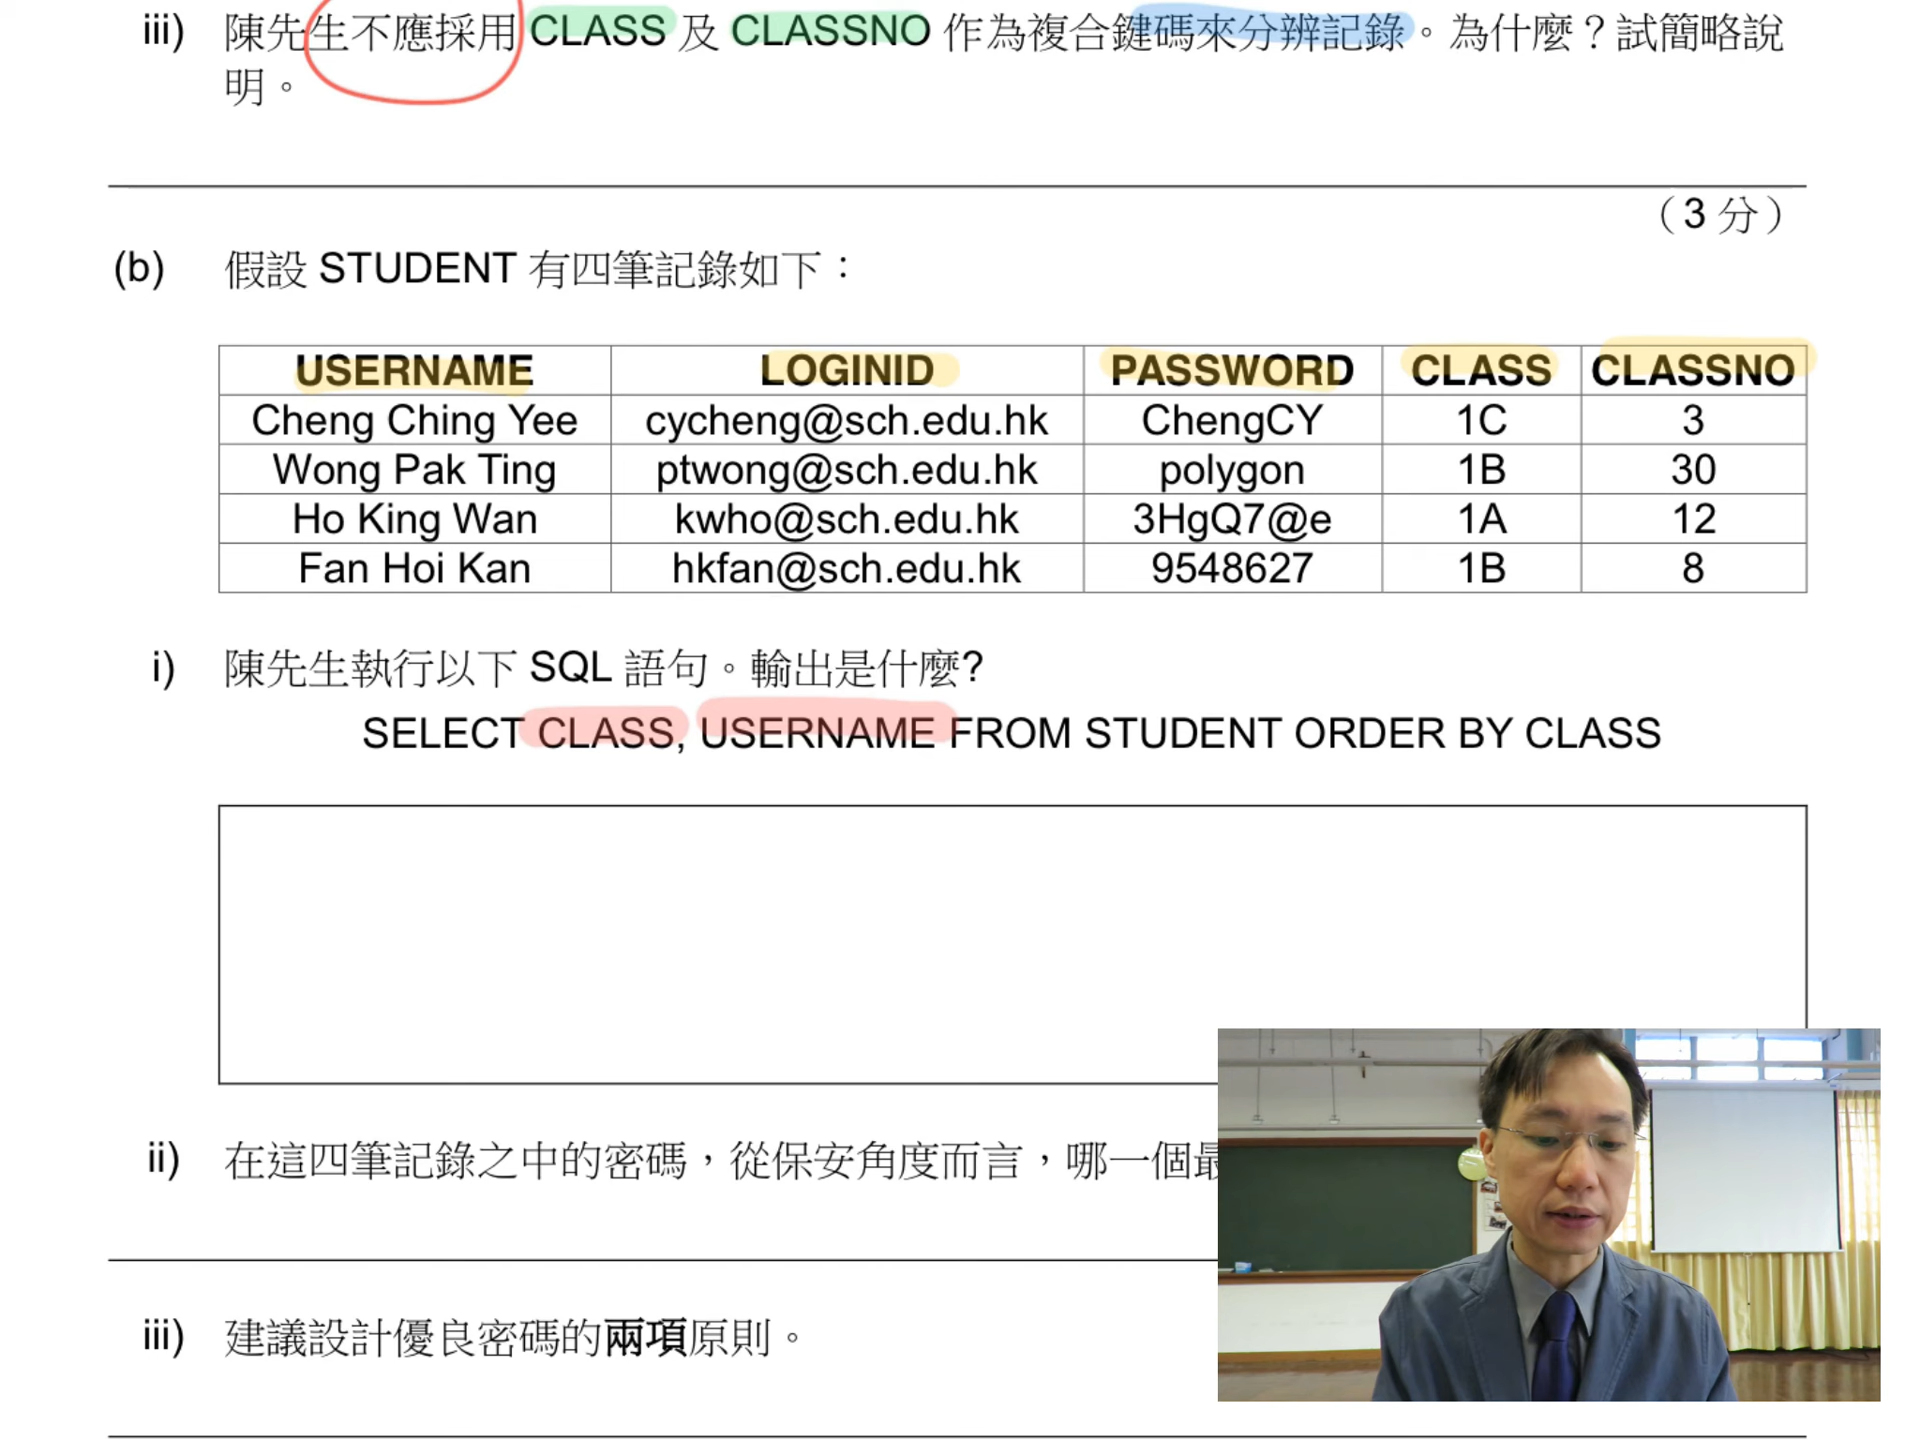 iii) 陳先生不應採用 CLASS 及 CLASSNO 作為複合鍵碼來分辨記錄。為什麼？試簡略說
明。
（3 分）
(b) 假設 STUDENT 有四筆記錄如下：
USERNAME LOGINID PASSWORD CLASS CLASSNO
Cheng Ching Yee cycheng@sch.edu.hk ChengCY 1C 3
Wong Pak Ting ptwong@sch.edu.hk polygon 1B 30
Ho King Wan kwho@sch.edu.hk 3HgQ7@e 1A 12
Fan Hoi Kan hkfan@sch.edu.hk 9548627 1B 8
i) 陳先生執行以下 SQL 語句。輸出是什麼?
SELECT CLASS, USERNAME FROM STUDENT ORDER BY CLASS
ii) 在這四筆記錄之中的密碼，從保安角度而言，哪一個最
iii) 建議設計優良密碼的兩項原則。